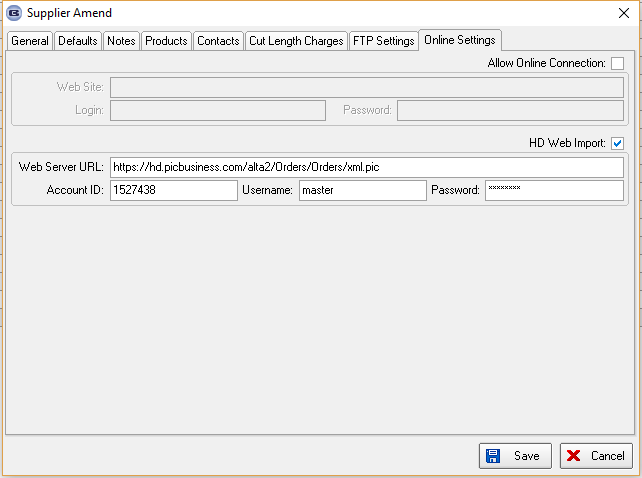 Supplier Amend
General Defaults Notes Products Contacts Cut Length Charges FTP Settings Online Settings
Allow Online Connection:
Web Site:
Login: Password:
HD Web Import:
Web Server URL: https://hd.picbusiness.com/alta2/Orders/Orders/xml.pic
Account ID: 1527438 Username: master Password: ********
Save Cancel